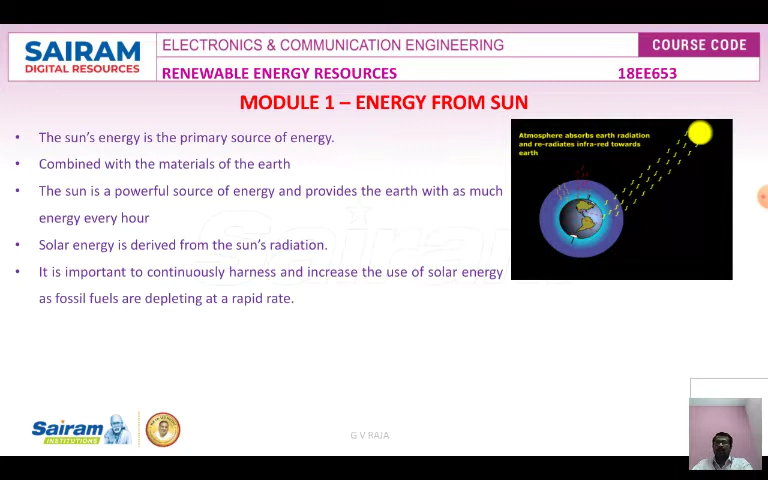 SAIRAM
DIGITAL RESOURCES
ELECTRONICS & COMMUNICATION ENGINEERING
COURSE CODE
RENEWABLE ENERGY RESOURCES
18EE653
MODULE 1 – ENERGY FROM SUN
• The sun's energy is the primary source of energy.
• Combined with the materials of the earth
• The sun is a powerful source of energy and provides the earth with as much
energy every hour
• Solar energy is derived from the sun's radiation.
• It is important to continuously harness and increase the use of solar energy
as fossil fuels are depleting at a rapid rate.
Atmosphere absorbs earth radiation
and re-radiates infra-red towards
earth
Sairam
Sairam
INSTITUTIONS
G V RAJA